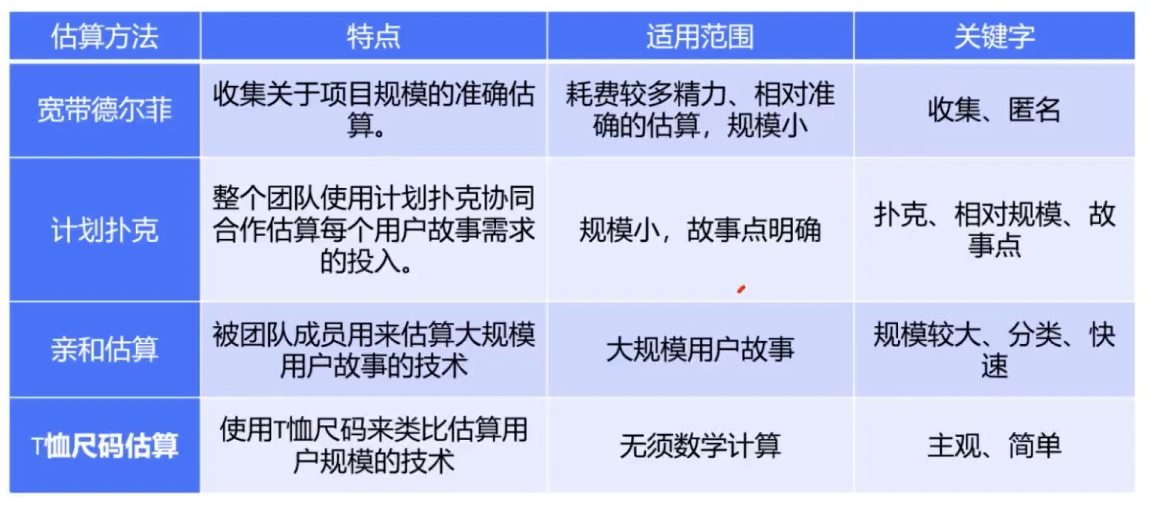 估算方法 特点 适用范围 关键字
宽带德尔菲
收集关于项目规模的准确估
算。
耗费较多精力、相对准
确的估算，规模小
收集、匿名
计划扑克
整个团队使用计划扑克协同
合作估算每个用户故事需求
的投入。
规模小，故事点明确
扑克、相对规模、故
事点
亲和估算
被团队成员用来估算大规模
用户故事的技术
大规模用户故事
规模较大、分类、快
速
T恤尺码估算
使用T恤尺码来类比估算用
户规模的技术
无须数学计算
主观、简单